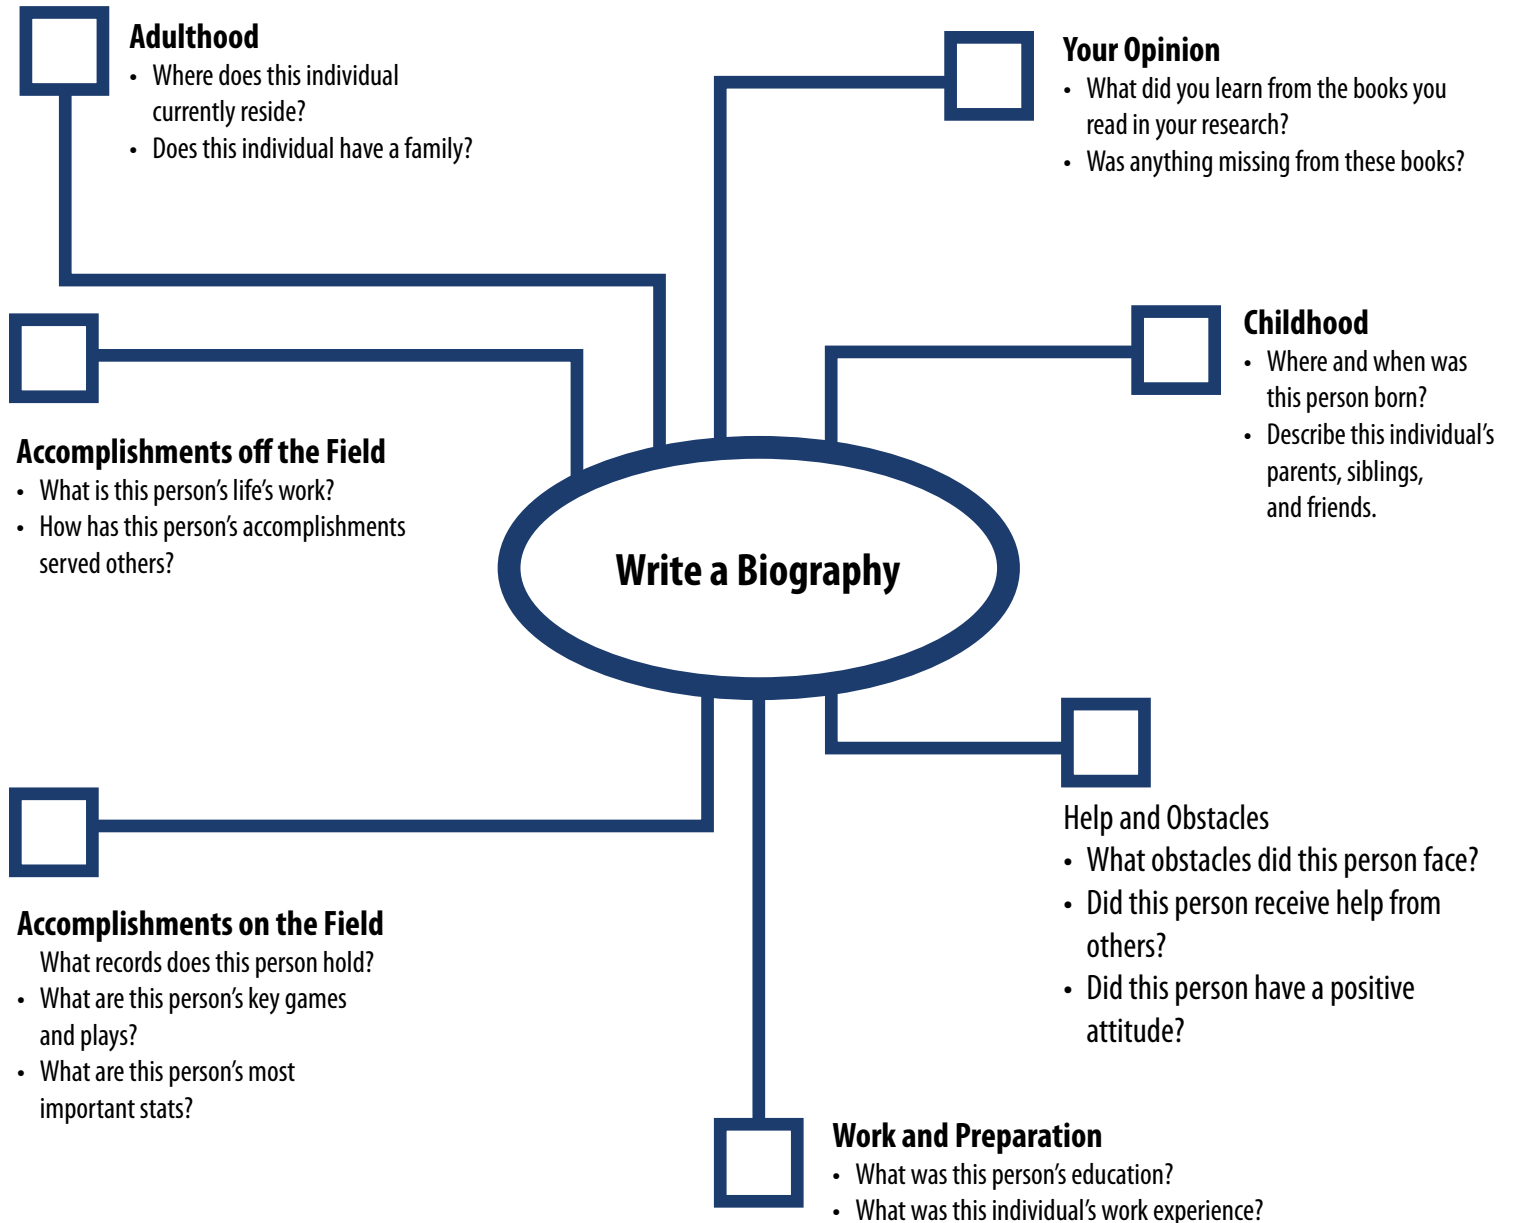 Adulthood
• Where does this individual
currently reside?
• Does this individual have a family?
Your Opinion
• What did you learn from the books you
read in your research?
• Was anything missing from these books?
Childhood
• Where and when was
this person born?
• Describe this individual's
parents, siblings,
and friends.
Accomplishments off the Field
• What is this person's life's work?
• How has this person's accomplishments
served others?
Write a Biography
Help and Obstacles
• What obstacles did this person face?
• Did this person receive help from
others?
• Did this person have a positive
attitude?
Accomplishments on the Field
What records does this person hold?
• What are this person's key games
and plays?
• What are this person's most
important stats?
Work and Preparation
• What was this person's education?
• What was this individual's work experience?